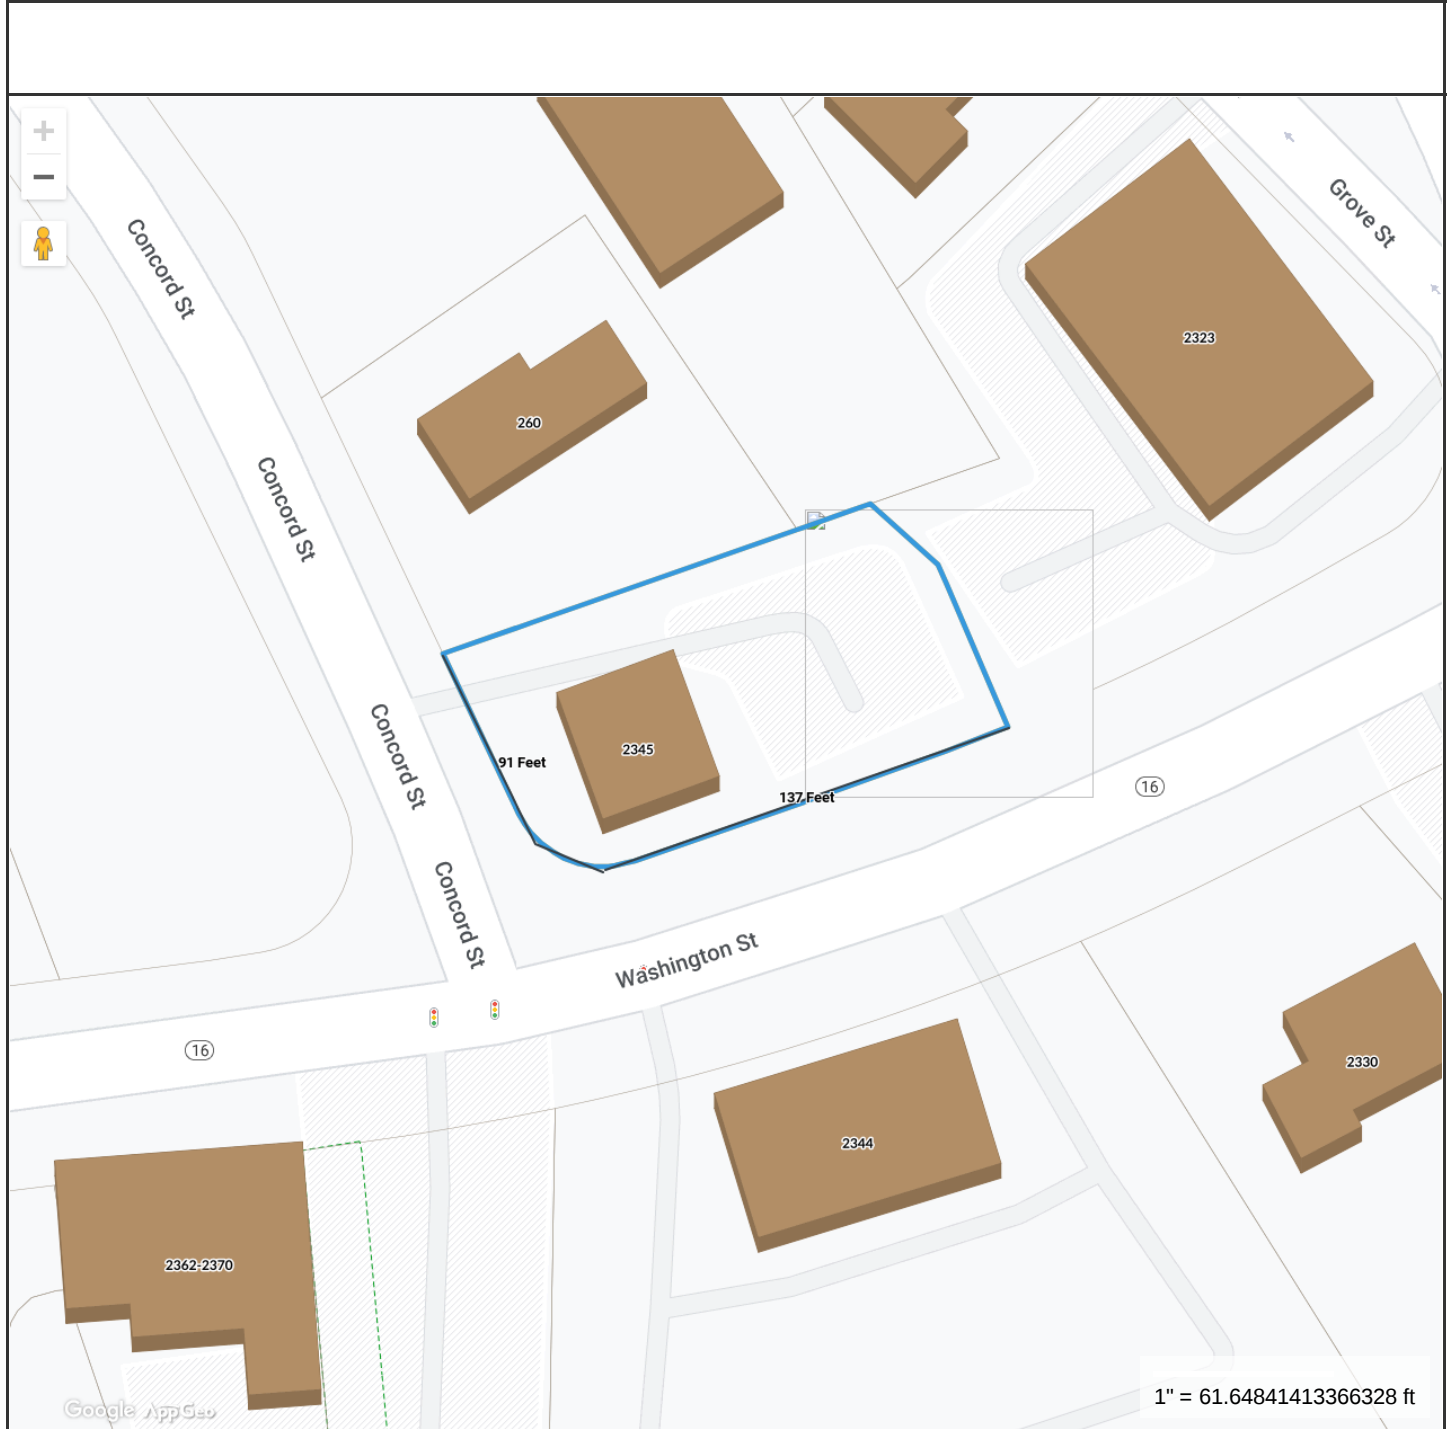 +
−
Concord St
Grove St
2323
260
Concord St
2345
91 Feet
Concord St
137 Feet
16
Concord St
Washington St
16
2330
2344
2362-2370
Google AppGeo
1" = 61.64841413366328 ft